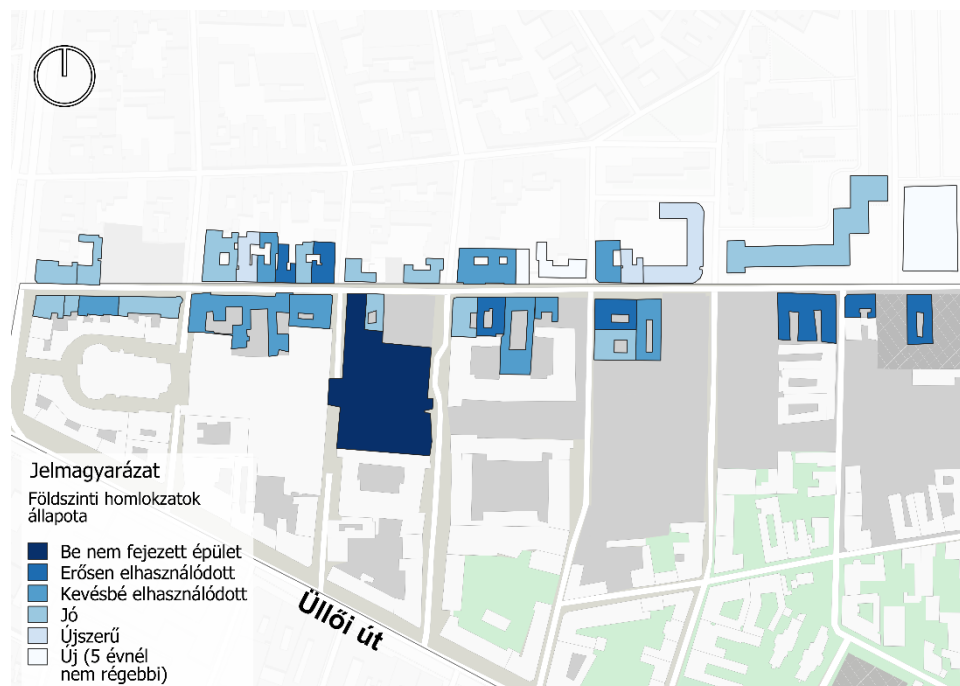 Jelmagyarázat
Földszinti homlokzatok
állapota
Be nem fejezett épület
Erősen elhasználódott
Kevésbé elhasználódott
Jó
Újszerű
Új (5 évnél
nem régebbi)
Üllői út